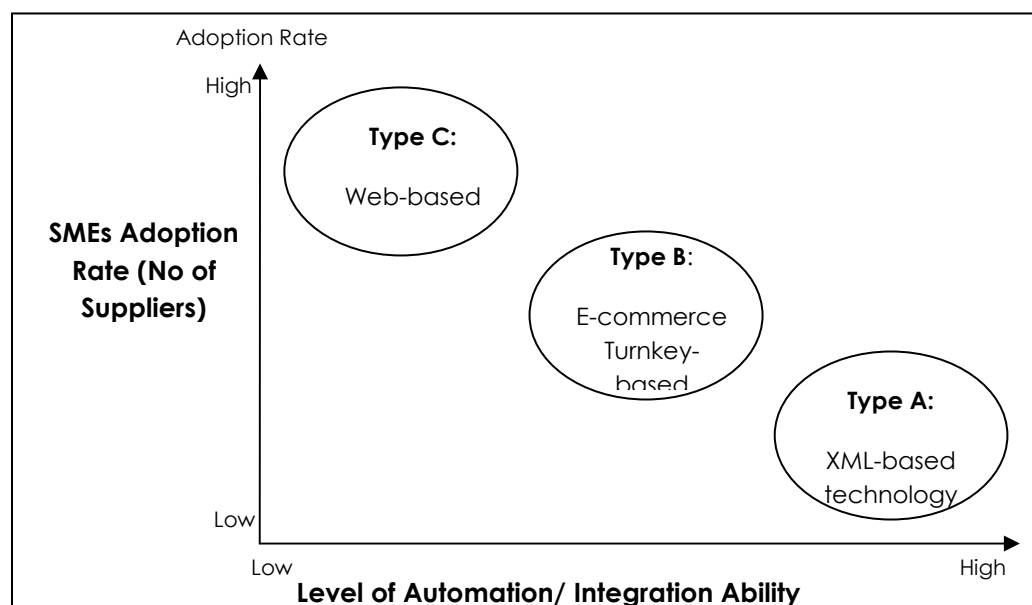 Adoption Rate
High
Type C:
Web-based
SMEs Adoption
Rate (No of
Suppliers)
Type B:
E-commerce
Turnkey-
based
Type A:
XML-based
technology
Low
Low
High
Level of Automation/ Integration Ability